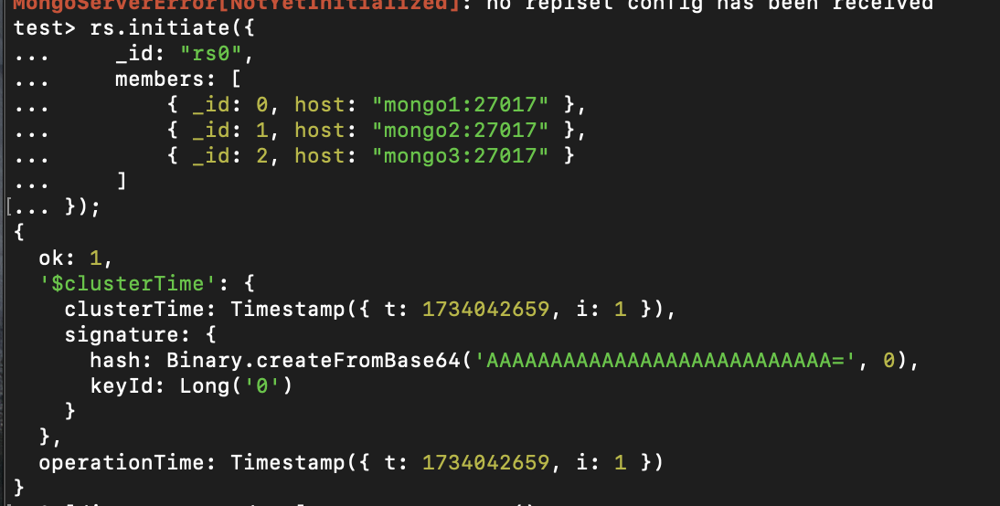 MongoServerError[NotYetInitialized]: no replset config has been received
test> rs.initiate({
...     _id: "rs0",
...     members: [
...         { _id: 0, host: "mongo1:27017" },
...         { _id: 1, host: "mongo2:27017" },
...         { _id: 2, host: "mongo3:27017" }
...     ]
[... });
{
  ok: 1,
  '$clusterTime': {
    clusterTime: Timestamp({ t: 1734042659, i: 1 }),
    signature: {
      hash: Binary.createFromBase64('AAAAAAAAAAAAAAAAAAAAAAAAAAA=', 0),
      keyId: Long('0')
    }
  },
  operationTime: Timestamp({ t: 1734042659, i: 1 })
}